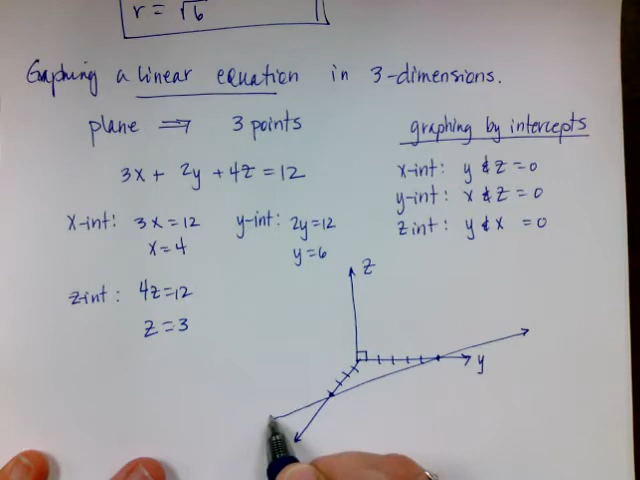 r = √6
Graphing a linear equation in 3-dimensions.
plane ⟹ 3 points
3x + 2y + 4z = 12
x-int: 3x = 12
x = 4
y-int: 2y = 12
y = 6
z int: 4z = 12
z = 3
graphing by intercepts
x-int: y & z = 0
y-int: x & z = 0
z int: y & x = 0
z
y